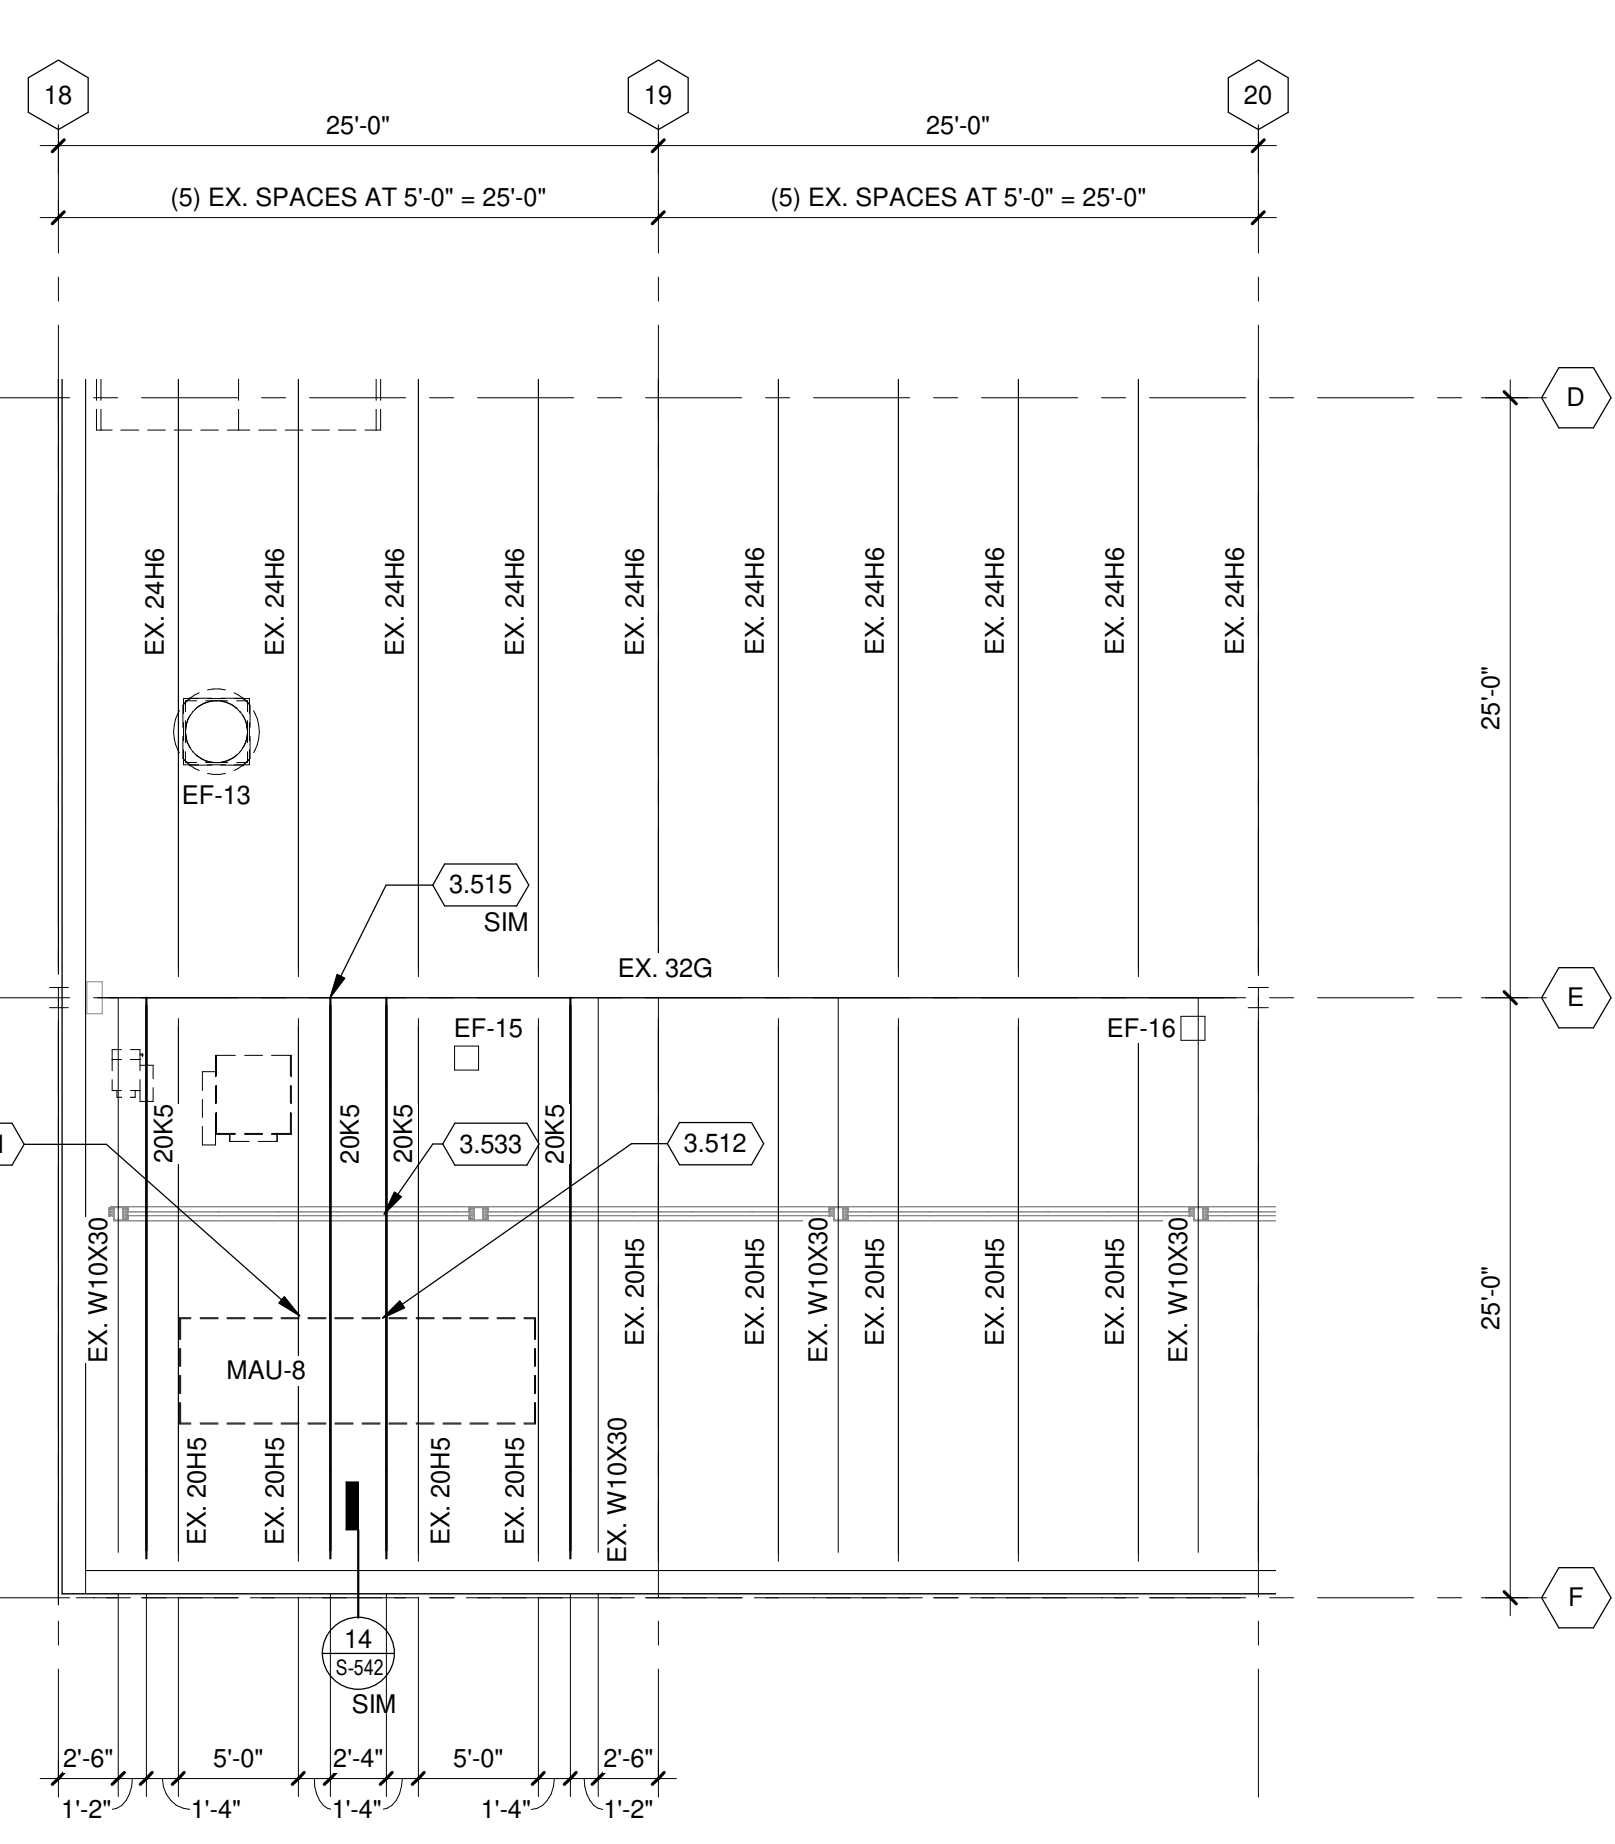 18
19
20
25'-0"
25'-0"
(5) EX. SPACES AT 5'-0" = 25'-0"
(5) EX. SPACES AT 5'-0" = 25'-0"
D
EX. 24H6
EX. 24H6
EX. 24H6
EX. 24H6
EX. 24H6
EX. 24H6
EX. 24H6
EX. 24H6
EX. 24H6
EX. 24H6
25'-0"
EF-13
3.515
SIM
EX. 32G
E
EF-15
EF-16
20K5
20K5
20K5
20K5
3.533
3.512
EX. W10X30
EX. 20H5
EX. 20H5
EX. W10X30
EX. 20H5
EX. 20H5
EX. 20H5
EX. W10X30
25'-0"
MAU-8
EX. 20H5
EX. 20H5
EX. 20H5
EX. 20H5
EX. W10X30
F
14
S-542
SIM
2'-6"
5'-0"
2'-4"
5'-0"
2'-6"
1'-2"
1'-4"
1'-4"
1'-4"
1'-2"